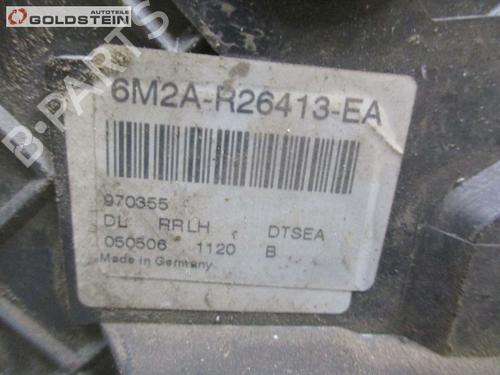 Autoteile
GOLDSTEIN
B-PARTS
6M2A-R26413-EA
970355
DL RRLH DTSEA
050506 1120 B
Made in Germany